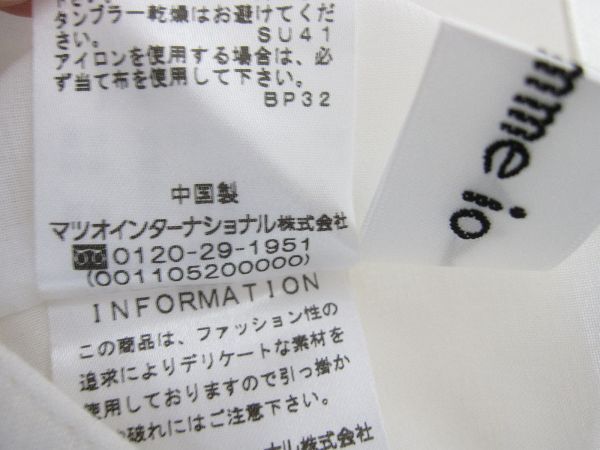 タンブラー乾燥はお避けくだ
さい。 SU41
アイロンを使用する場合は、必
ず当て布を使用して下さい。
BP32
中国製
マツオインターナショナル株式会社
0120-29-1951
(001105200000)
INFORMATION
この商品は、ファッション性の
追求によりデリケートな素材を
使用しておりますので引っ掛か
破れにはご注意下さい。
ナル株式会社
mme io